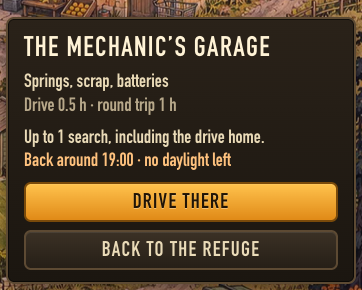 THE MECHANIC’S GARAGE
Springs, scrap, batteries
Drive 0.5 h · round trip 1 h
Up to 1 search, including the drive home.
Back around 19:00 · no daylight left
DRIVE THERE
BACK TO THE REFUGE